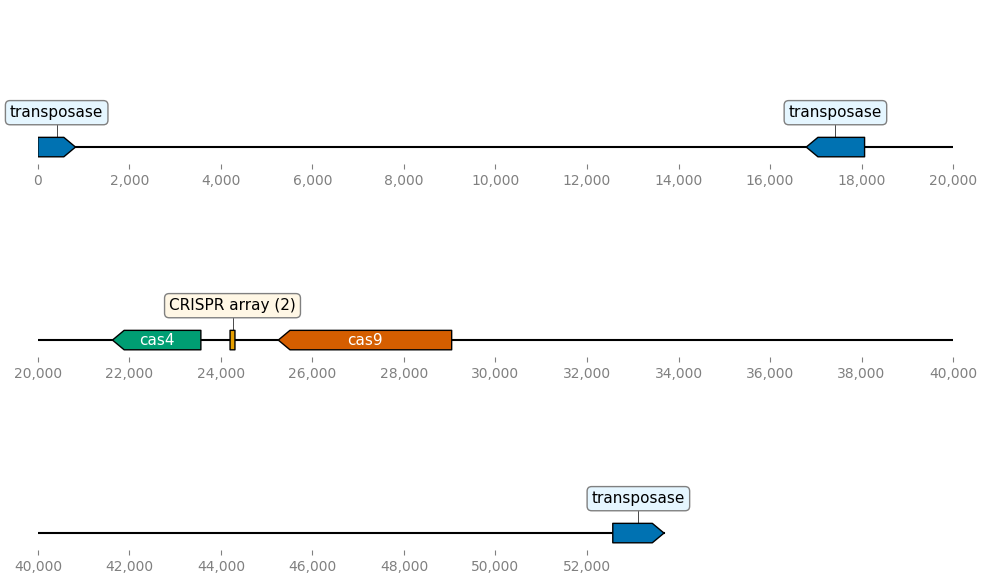 transposase transposase
0 2,000 4,000 6,000 8,000 10,000 12,000 14,000 16,000 18,000 20,000
CRISPR array (2)
cas4 cas9
20,000 22,000 24,000 26,000 28,000 30,000 32,000 34,000 36,000 38,000 40,000
transposase
40,000 42,000 44,000 46,000 48,000 50,000 52,000